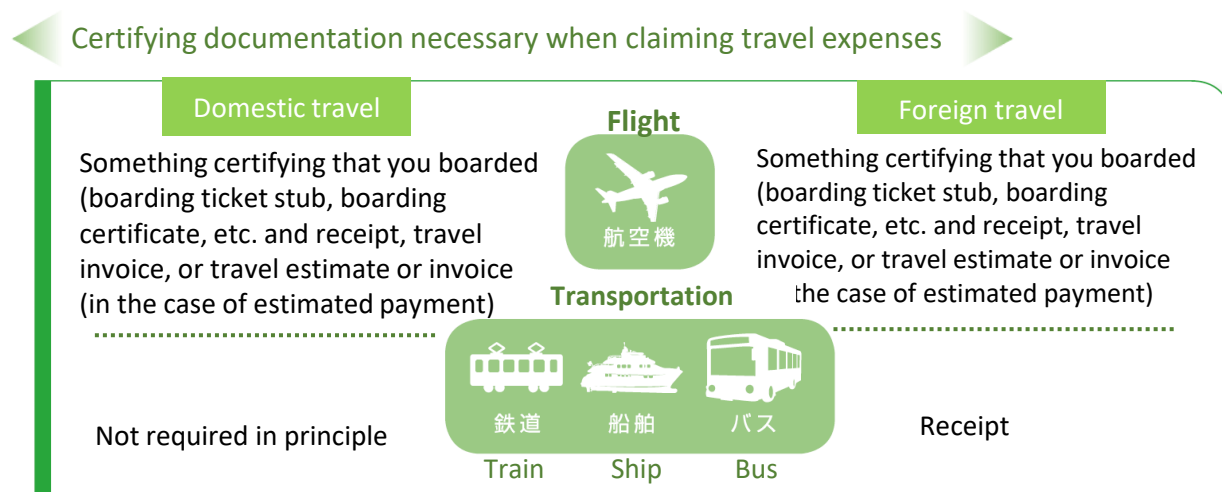 Certifying documentation necessary when claiming travel expenses
Domestic travel
Something certifying that you boarded
(boarding ticket stub, boarding
certificate, etc. and receipt, travel
invoice, or travel estimate or invoice
(in the case of estimated payment)
Flight
航空機
Foreign travel
Something certifying that you boarded
(boarding ticket stub, boarding
certificate, etc. and receipt, travel
invoice, or travel estimate or invoice
the case of estimated payment)
Transportation
Not required in principle
鉄道 船舶 バス
Train Ship Bus
Receipt